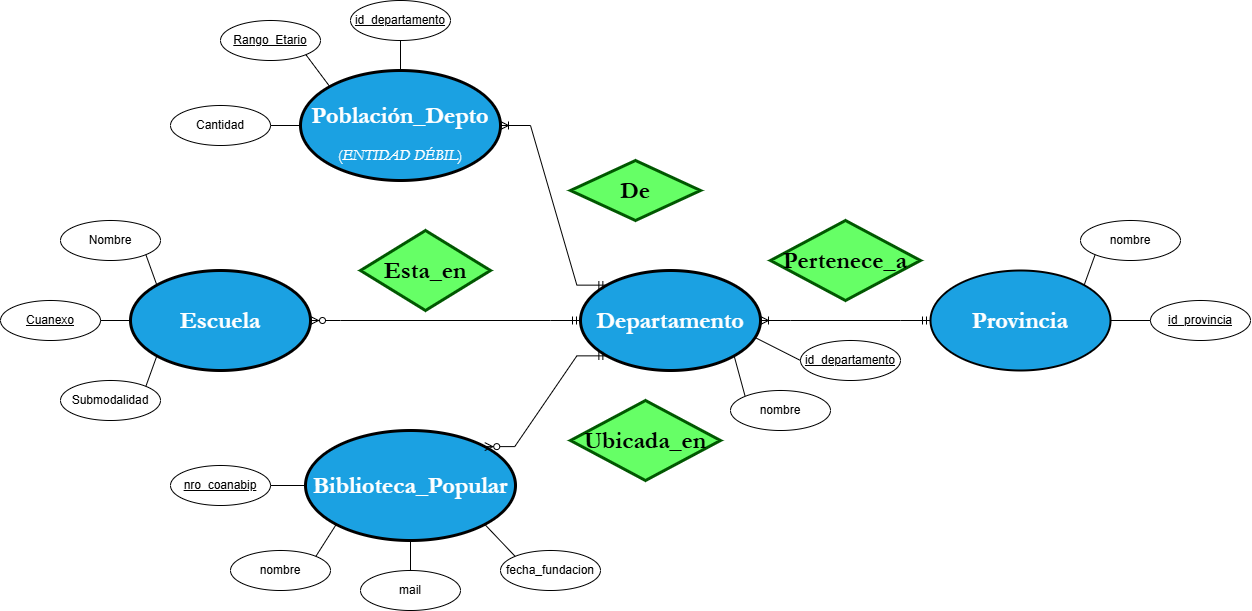 id_departamento
Rango_Etario
Cantidad
Población_Depto
(ENTIDAD DÉBIL)
De
Nombre
Esta_en
Pertenece_a
nombre
Cuanexo
Escuela
Departamento
Provincia
id_provincia
id_departamento
Submodalidad
nombre
Ubicada_en
nro_coanabip
Biblioteca_Popular
nombre
mail
fecha_fundacion